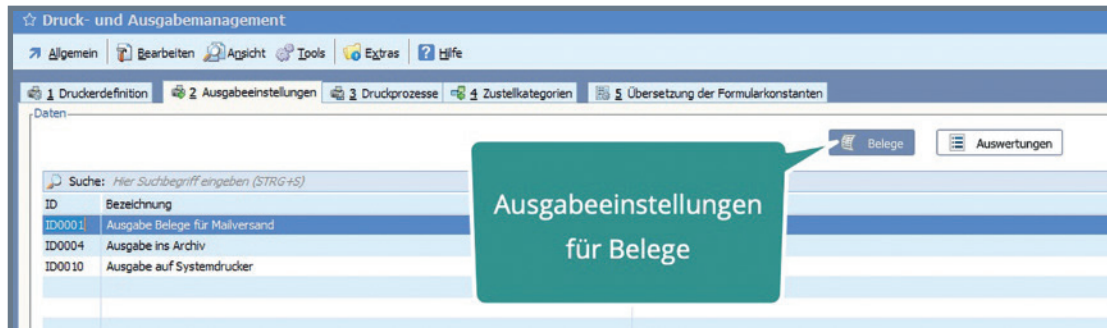 Druck- und Ausgabemanagement
Allgemein Bearbeiten Ansicht Tools Extras Hilfe
1 Druckerdefinition 2 Ausgabeeinstellungen 3 Druckprozesse 4 Zustellkategorien 5 Übersetzung der Formularkonstanten
Daten
Belege Auswertungen
Suche: Hier Suchbegriff eingeben (STRG+S)
ID Bezeichnung
ID0001 Ausgabe Belege für Mailversand
ID0004 Ausgabe ins Archiv
ID0010 Ausgabe auf Systemdrucker
Ausgabeeinstellungen
für Belege